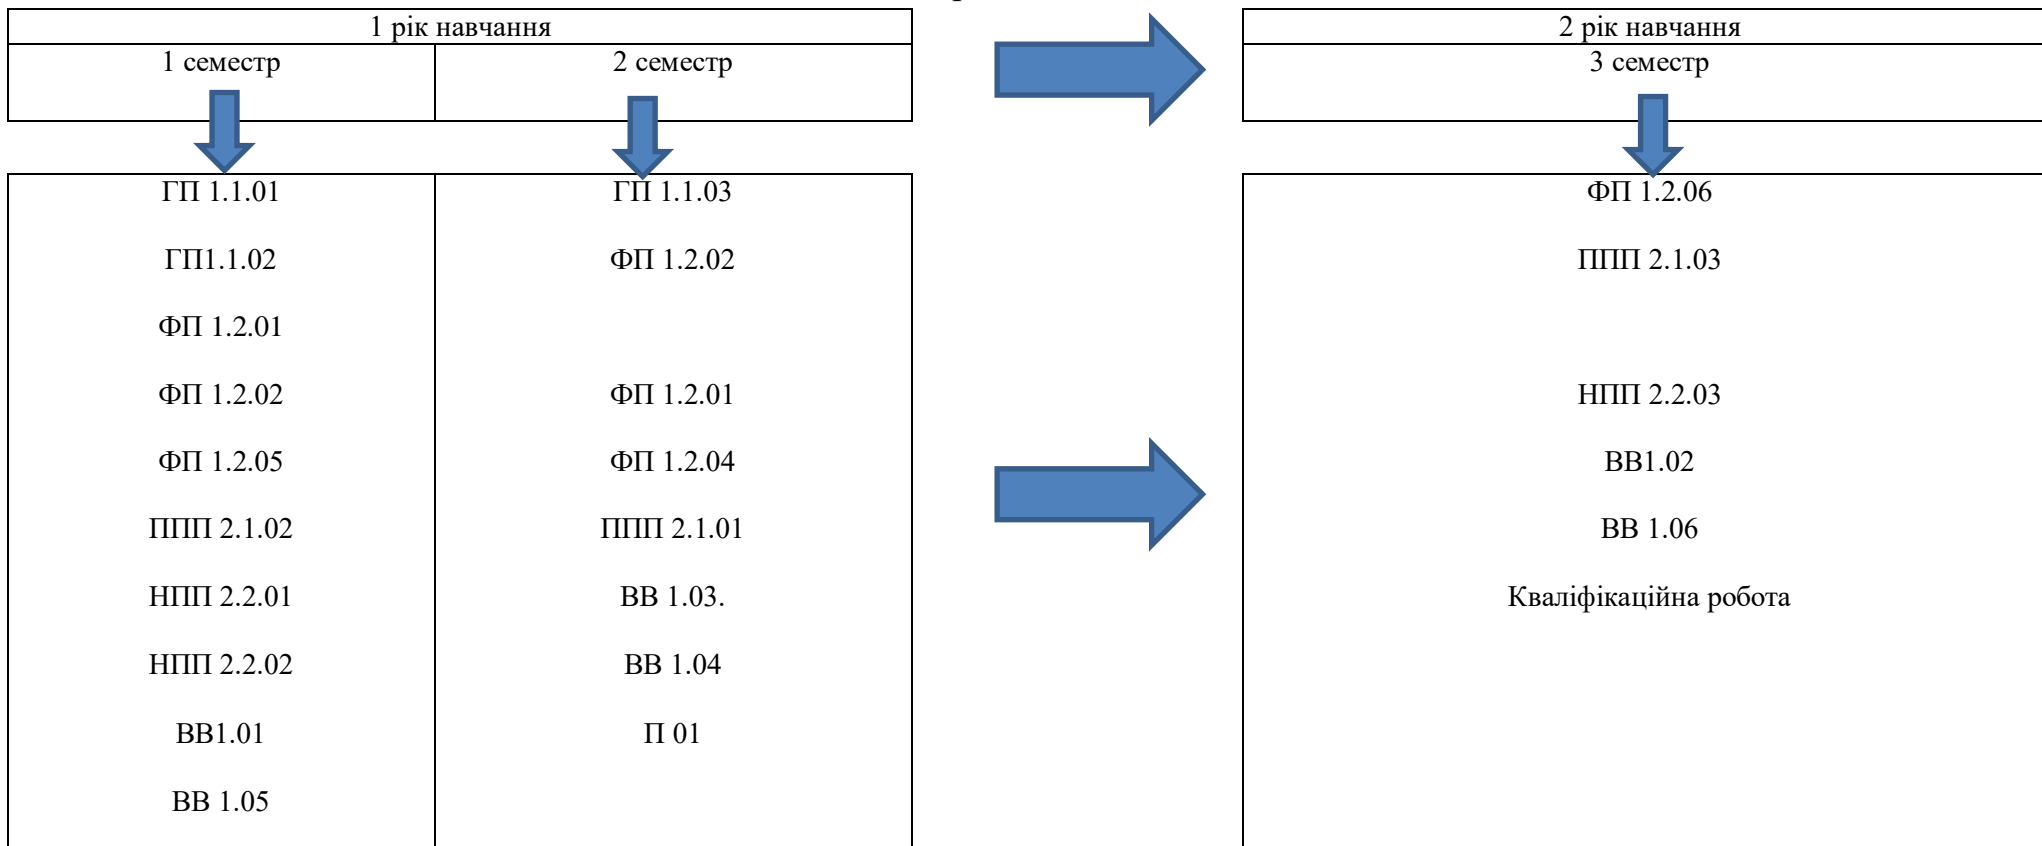 1 рік навчання
1 семестр
2 семестр
ГП 1.1.01
ГП1.1.02
ФП 1.2.01
ФП 1.2.02
ФП 1.2.05
ППП 2.1.02
НПП 2.2.01
НПП 2.2.02
ВВ1.01
ВВ 1.05
ГП 1.1.03
ФП 1.2.02
ФП 1.2.01
ФП 1.2.04
ППП 2.1.01
ВВ 1.03.
ВВ 1.04
П 01
2 рік навчання
3 семестр
ФП 1.2.06
ППП 2.1.03
НПП 2.2.03
ВВ1.02
ВВ 1.06
Кваліфікаційна робота